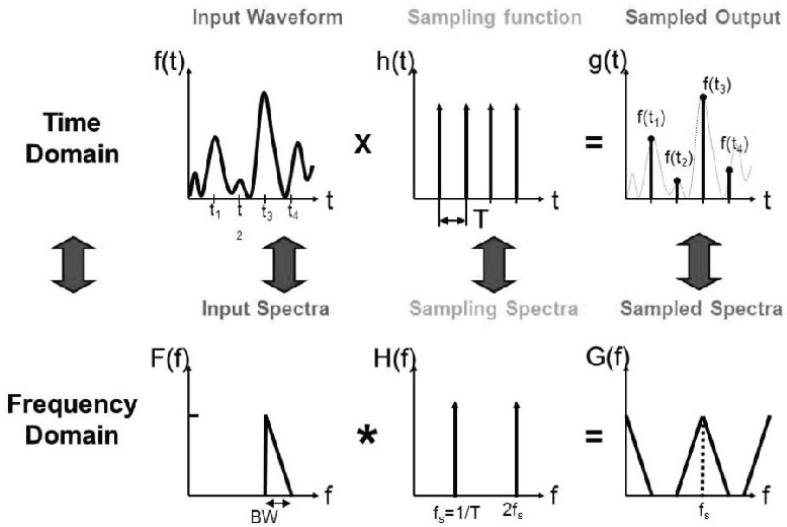 Input Waveform
Sampling function
Sampled Output
f(t)
h(t)
g(t)
Time
Domain
x
=
f(t1)
f(t2)
f(t3)
f(t4)
t1
t
2
t3
t4
t
T
t
t
Input Spectra
Sampling Spectra
Sampled Spectra
F(f)
H(f)
G(f)
Frequency
Domain
*
=
BW
f
fs=1/T
2fs
f
fs
f